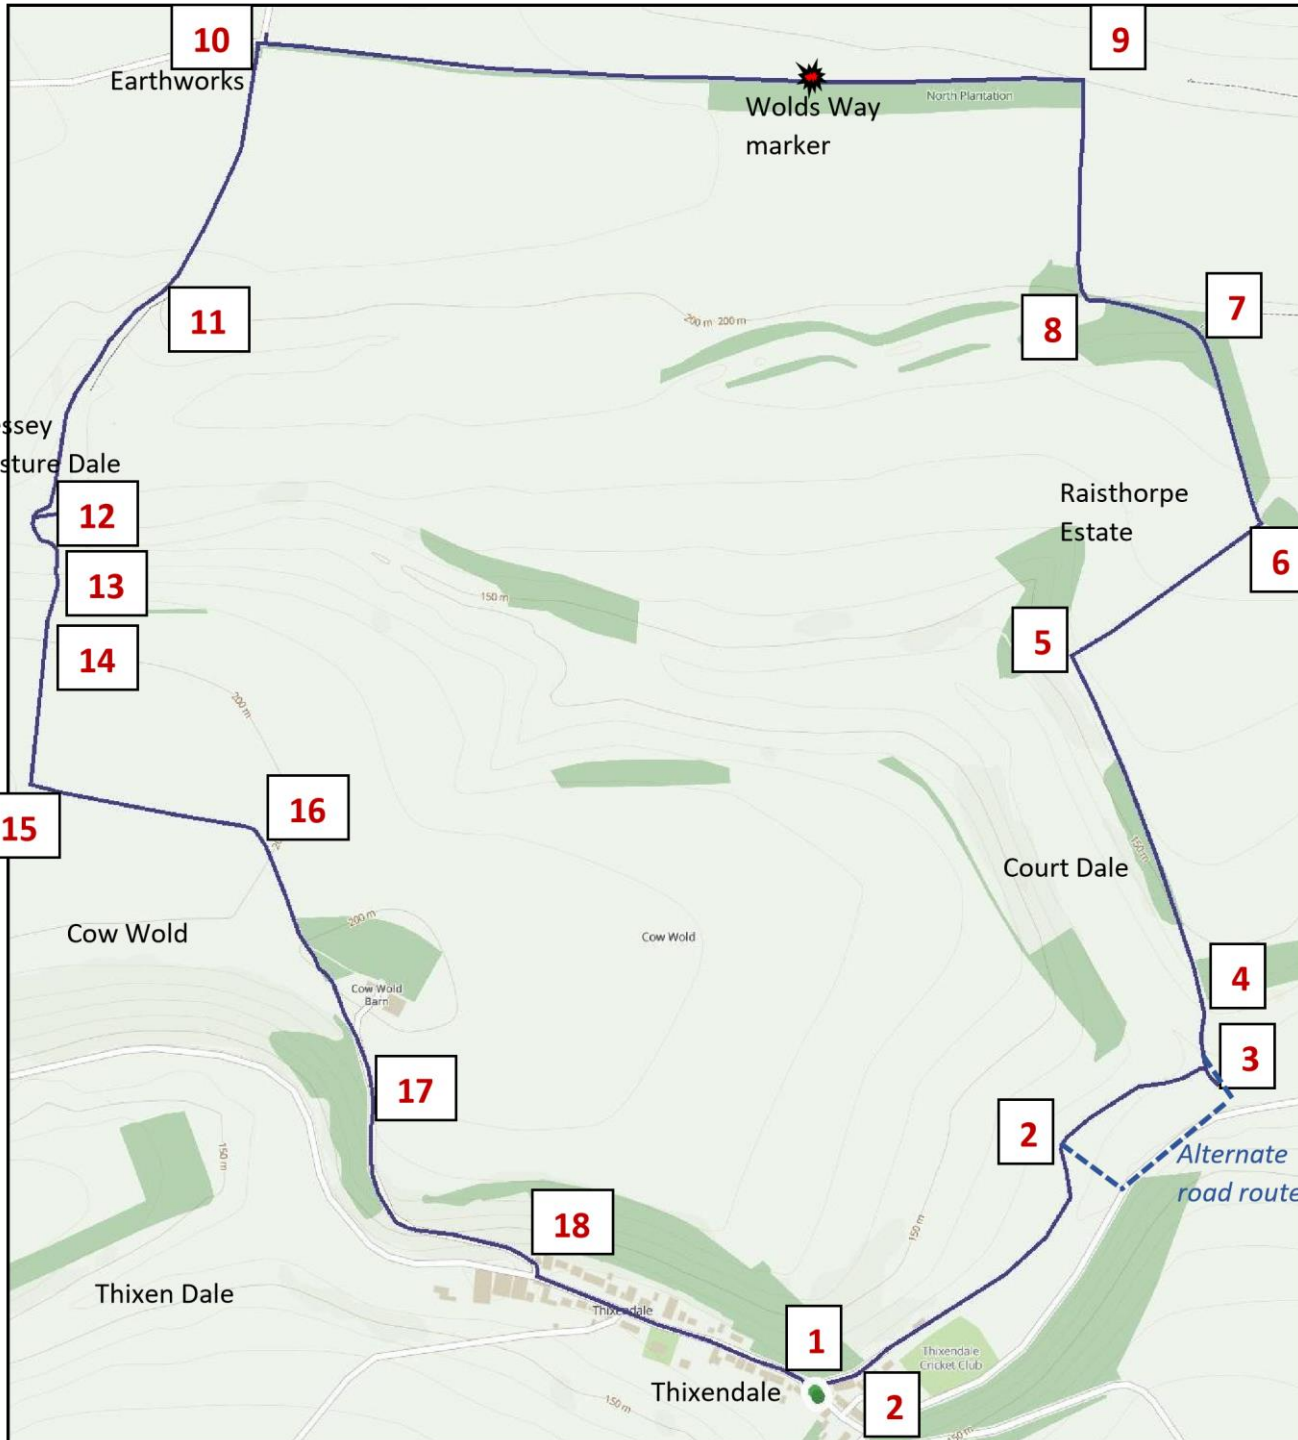 10
9
Earthworks
North Plantation
Wolds Way
marker
7
11
200 m 200 m
8
ssey
sture Dale
Raisthorpe
Estate
12
6
13
150 m
5
14
200 m
16
15
150 m
Court Dale
Cow Wold
200 m
Cow Wold
4
Cow Wold
Barn
3
17
2
150 m
Alternate
road route
18
150 m
Thixen Dale
Thixendale
1
Thixendale
Cricket Club
Thixendale
150 m
2
150 m